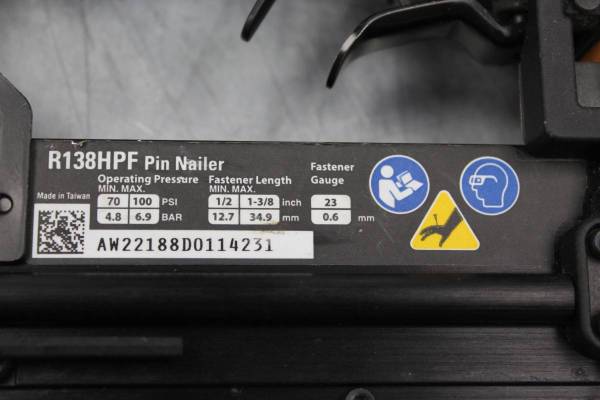 R138HPF Pin Nailer
Operating Pressure Fastener Length Fastener
MIN. MAX. MIN. MAX. Gauge
Made in Taiwan 70 100 PSI 1/2 1-3/8 inch 23
4.8 6.9 BAR 12.7 34.9 mm 0.6 mm
AW22188D0114231